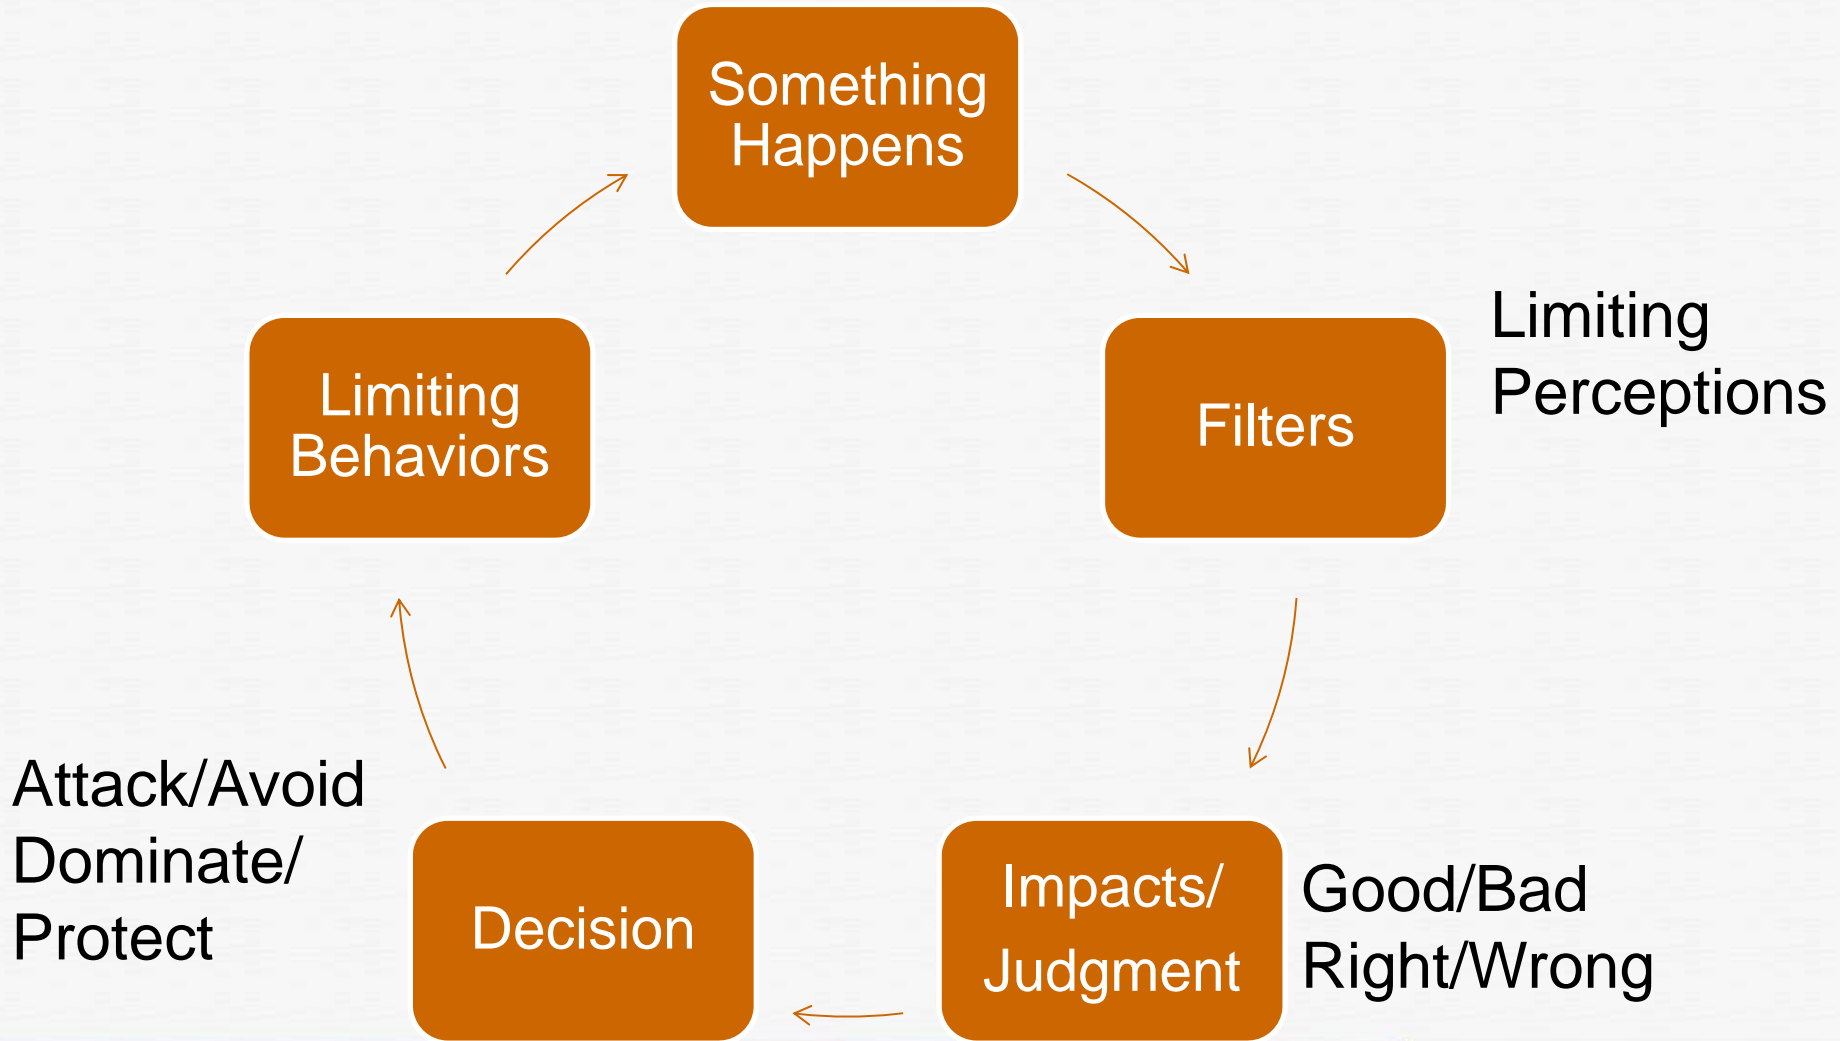 Something
Happens
Limiting
Perceptions
Filters
Limiting
Behaviors
Attack/Avoid
Dominate/
Protect
Decision
Impacts/
Judgment
Good/Bad
Right/Wrong